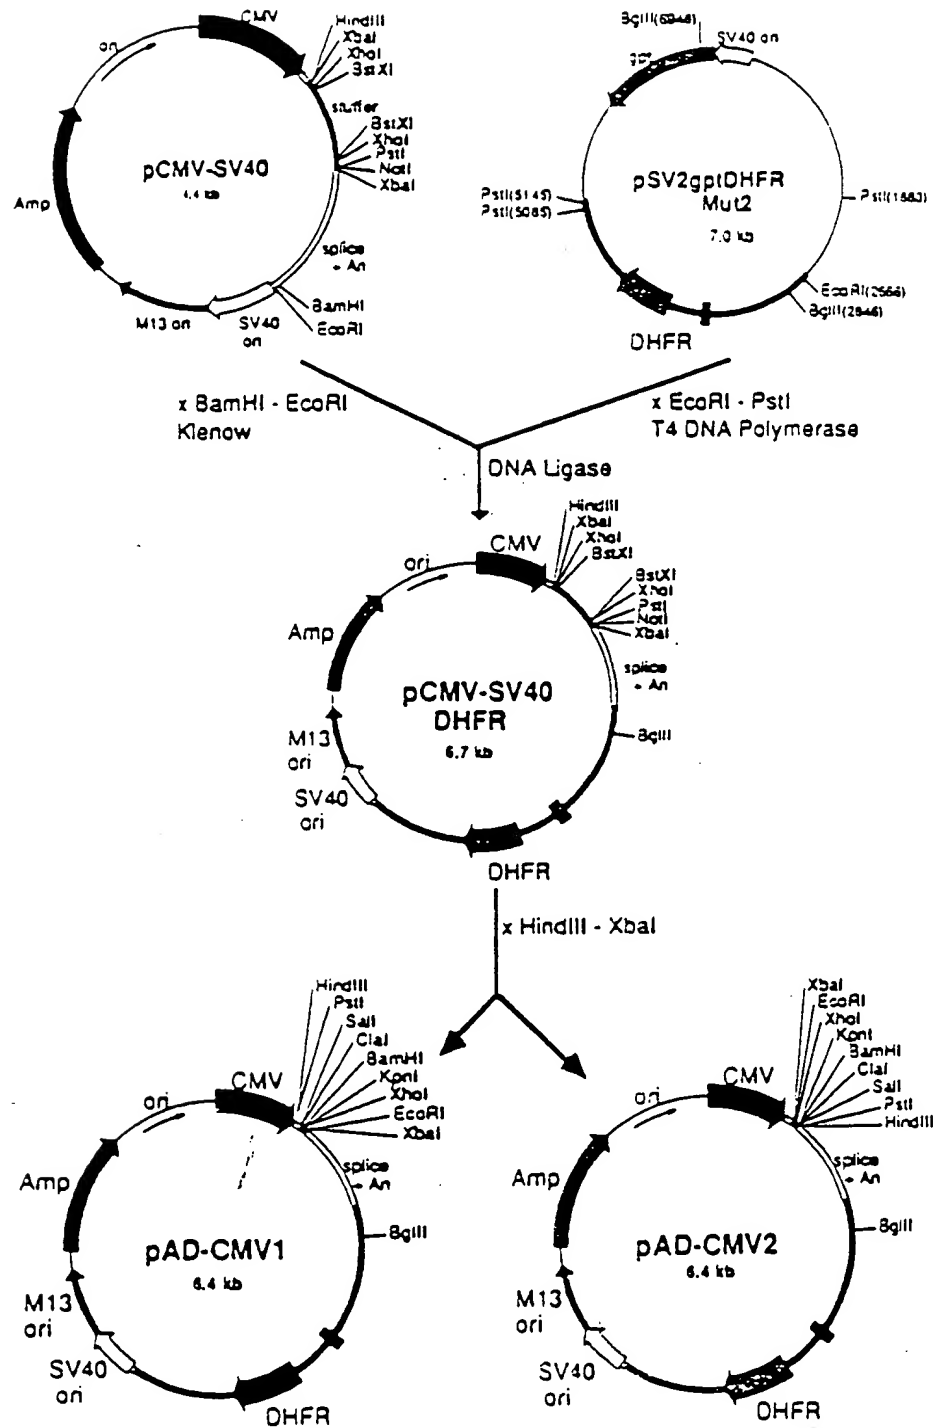 CMV
HindIII
XbaI
XhoI
BstXI
stuffer
BstXI
XhoI
PstI
NotI
XbaI
ori
pCMV-SV40
4.4 kb
Amp
splice
+ An
BamHI
EcoRI
M13 ori
SV40
ori
BglII(6946)
SV40 ori
gpt
pSV2gptDHFR
Mut2
7.0 kb
PstI(5145)
PstI(5085)
EcoRI(2566)
DHFR
x BamHI - EcoRI
Klenow
x EcoRI - PstI
T4 DNA Polymerase
DNA Ligase
HindIII
XbaI
XhoI
BstXI
CMV
ori
BstXI
XhoI
PstI
NotI
XbaI
Amp
splice
+ An
pCMV-SV40
DHFR
6.7 kb
BglII
M13
ori
SV40
ori
DHFR
x HindIII - XbaI
HindIII
PstI
SalI
ClaI
BamHI
KpnI
XhoI
EcoRI
XbaI
CMV
ori
Amp
splice
+ An
BglII
pAD-CMV1
6.4 kb
M13
ori
SV40
ori
DHFR
XbaI
EcoRI
XhoI
KpnI
BamHI
ClaI
SalI
PstI
HindIII
CMV
ori
Amp
splice
+ An
BglII
pAD-CMV2
6.4 kb
M13
ori
SV40
ori
DHFR